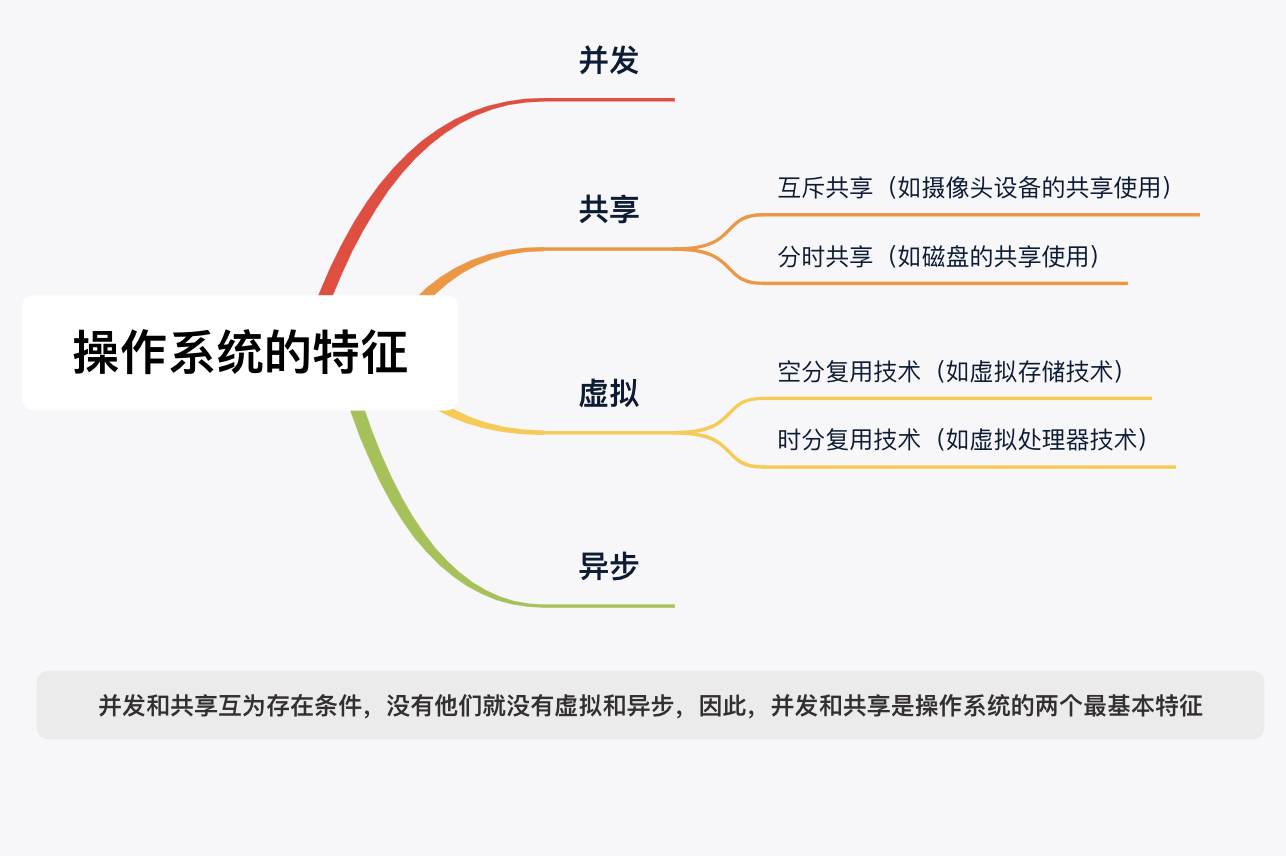 操作系统的特征
并发
共享
互斥共享（如摄像头设备的共享使用）
分时共享（如磁盘的共享使用）
虚拟
空分复用技术（如虚拟存储技术）
时分复用技术（如虚拟处理器技术）
异步
并发和共享互为存在条件，没有他们就没有虚拟和异步，因此，并发和共享是操作系统的两个最基本特征